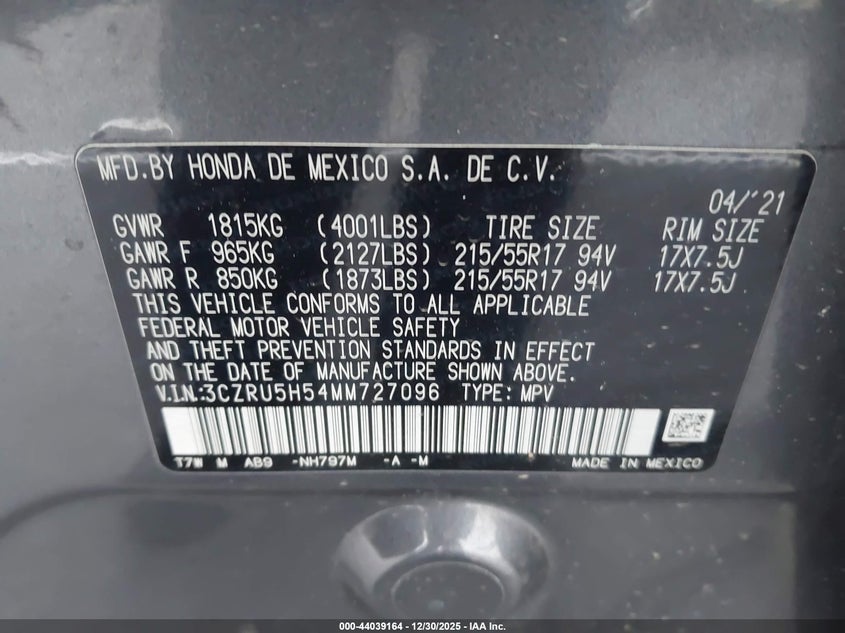 MFD.BY HONDA DE MEXICO S.A. DE C.V.
04/'21
GVWR 1815KG (4001LBS) TIRE SIZE RIM SIZE
GAWR F 965KG (2127LBS) 215/55R17 94V 17X7.5J
GAWR R 850KG (1873LBS) 215/55R17 94V 17X7.5J
THIS VEHICLE CONFORMS TO ALL APPLICABLE
FEDERAL MOTOR VEHICLE SAFETY
AND THEFT PREVENTION STANDARDS IN EFFECT
ON THE DATE OF MANUFACTURE SHOWN ABOVE.
V.I.N.:3CZRU5H54MM727096 TYPE: MPV
T7W M AB9 -NH797M -A -M MADE IN MEXICO
000-44039164 - 12/30/2025 - IAA Inc.